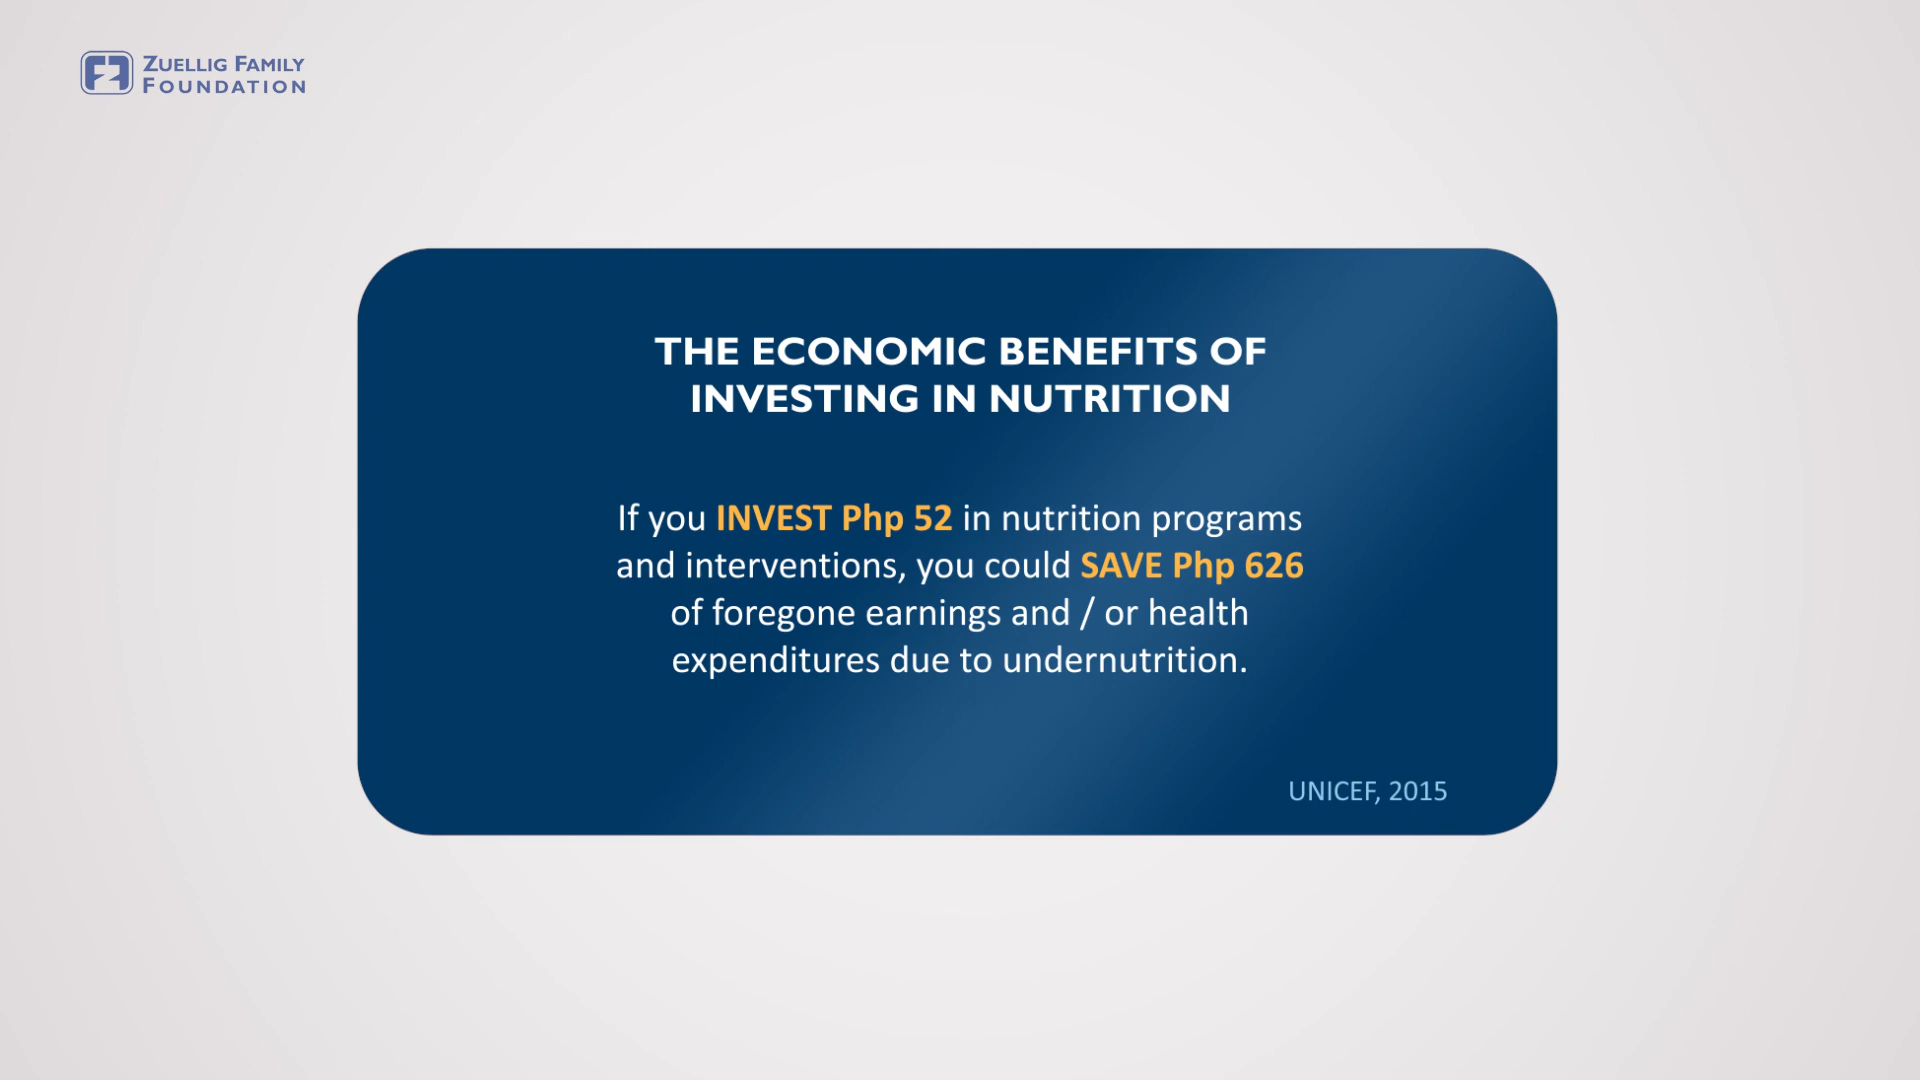 ZUELLIG FAMILY
FOUNDATION
THE ECONOMIC BENEFITS OF
INVESTING IN NUTRITION
If you INVEST Php 52 in nutrition programs
and interventions, you could SAVE Php 626
of foregone earnings and / or health
expenditures due to undernutrition.
UNICEF, 2015